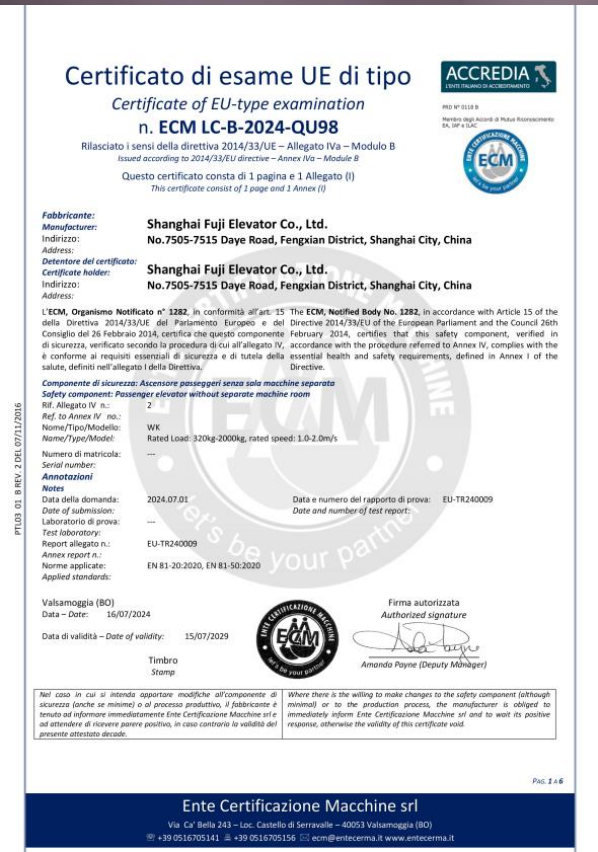 Certificato di esame UE di tipo
Certificate of EU-type examination
n. ECM LC-B-2024-QU98
Rilasciato i sensi della direttiva 2014/33/UE – Allegato IVa – Modulo B
Issued according to 2014/33/EU directive – Annex IVa – Module B
Questo certificato consta di 1 pagina e 1 Allegato (I)
This certificate consist of 1 page and 1 Annex (I)
ACCREDIA
L'ENTE ITALIANO DI ACCREDITAMENTO
PRD N° 0118 B
Membro degli Accordi di Mutuo Riconoscimento
EA, IAF e ILAC
ENTE CERTIFICAZIONE MACCHINE
ECM
let's be your partner
Fabbricante:
Manufacturer:
Shanghai Fuji Elevator Co., Ltd.
Indirizzo:
Address:
No.7505-7515 Daye Road, Fengxian District, Shanghai City, China
Detentore del certificato:
Certificate holder:
Shanghai Fuji Elevator Co., Ltd.
Indirizzo:
Address:
No.7505-7515 Daye Road, Fengxian District, Shanghai City, China
L'ECM, Organismo Notificato n° 1282, in conformità all'art. 15
della Direttiva 2014/33/UE del Parlamento Europeo e del
Consiglio del 26 Febbraio 2014, certifica che questo componente
di sicurezza, verificato secondo la procedura di cui all'allegato IV,
è conforme ai requisiti essenziali di sicurezza e di tutela della
salute, definiti nell'allegato I della Direttiva.
The ECM, Notified Body No. 1282, in accordance with Article 15 of the
Directive 2014/33/EU of the European Parliament and the Council 26th
February 2014, certifies that this safety component, verified in
accordance with the procedure referred to Annex IV, complies with the
essential health and safety requirements, defined in Annex I of the
Directive.
Componente di sicurezza: Ascensore passeggeri senza sala macchine separata
Safety component: Passenger elevator without separate machine room
Rif. Allegato IV n.: 2
Ref. to Annex IV no.:
Nome/Tipo/Modello: WK
Name/Type/Model: Rated Load: 320kg-2000kg, rated speed: 1.0-2.0m/s
Numero di matricola: ---
Serial number:
Annotazioni
Notes
Data della domanda: 2024.07.01
Date of submission:
Data e numero del rapporto di prova: EU-TR240009
Date and number of test report:
Laboratorio di prova: ---
Test laboratory:
Report allegato n.: EU-TR240009
Annex report n.:
Norme applicate: EN 81-20:2020, EN 81-50:2020
Applied standards:
Valsamoggia (BO)
Data – Date: 16/07/2024
Data di validità – Date of validity: 15/07/2029
Timbro
Stamp
ENTE CERTIFICAZIONE MACCHINE
ECM
let's be your partner
Firma autorizzata
Authorized signature
Amanda Payne (Deputy Manager)
Nel caso in cui si intenda apportare modifiche all'componente di
sicurezza (anche se minime) o al processo produttivo, il fabbricante è
tenuto ad informare immediatamente Ente Certificazione Macchine srl e
ad attendere di ricevere parere positivo, in caso contrario la validità del
presente attestato decade.
Where there is the willing to make changes to the safety component (although
minimal) or to the production process, the manufacturer is obliged to
immediately inform Ente Certificazione Macchine srl and to wait its positive
response, otherwise the validity of this certificate void.
PTL03 01 B REV. 2 DEL 07/11/2016
PAG. 1 A 6
Ente Certificazione Macchine srl
Via Ca' Bella 243 – Loc. Castello di Serravalle – 40053 Valsamoggia (BO)
+39 0516705141 +39 0516705156 ecm@entecerma.it www.entecerma.it